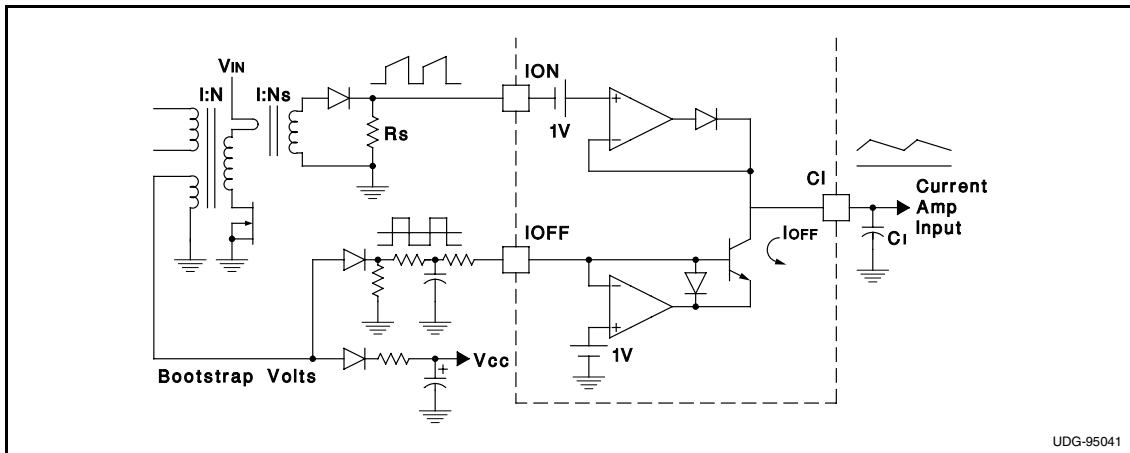 VIN
I:N
I:Ns
Rs
ION
1V
+
−
CI
Current
Amp
Input
IOFF
CI
IOFF
−
+
1V
+
Vcc
Bootstrap Volts
UDG-95041